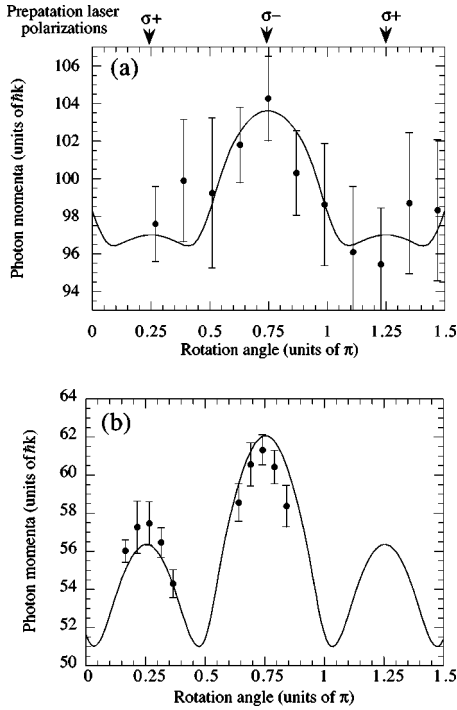 Prepatation laser
polarizations
σ+ σ− σ+
(a)
Photon momenta (units of ħk)
106
104
102
100
98
96
94
0 0.25 0.5 0.75 1 1.25 1.5
Rotation angle (units of π)
(b)
Photon momenta (units of ħk)
64
62
60
58
56
54
52
50
0 0.25 0.5 0.75 1 1.25 1.5
Rotation angle (units of π)